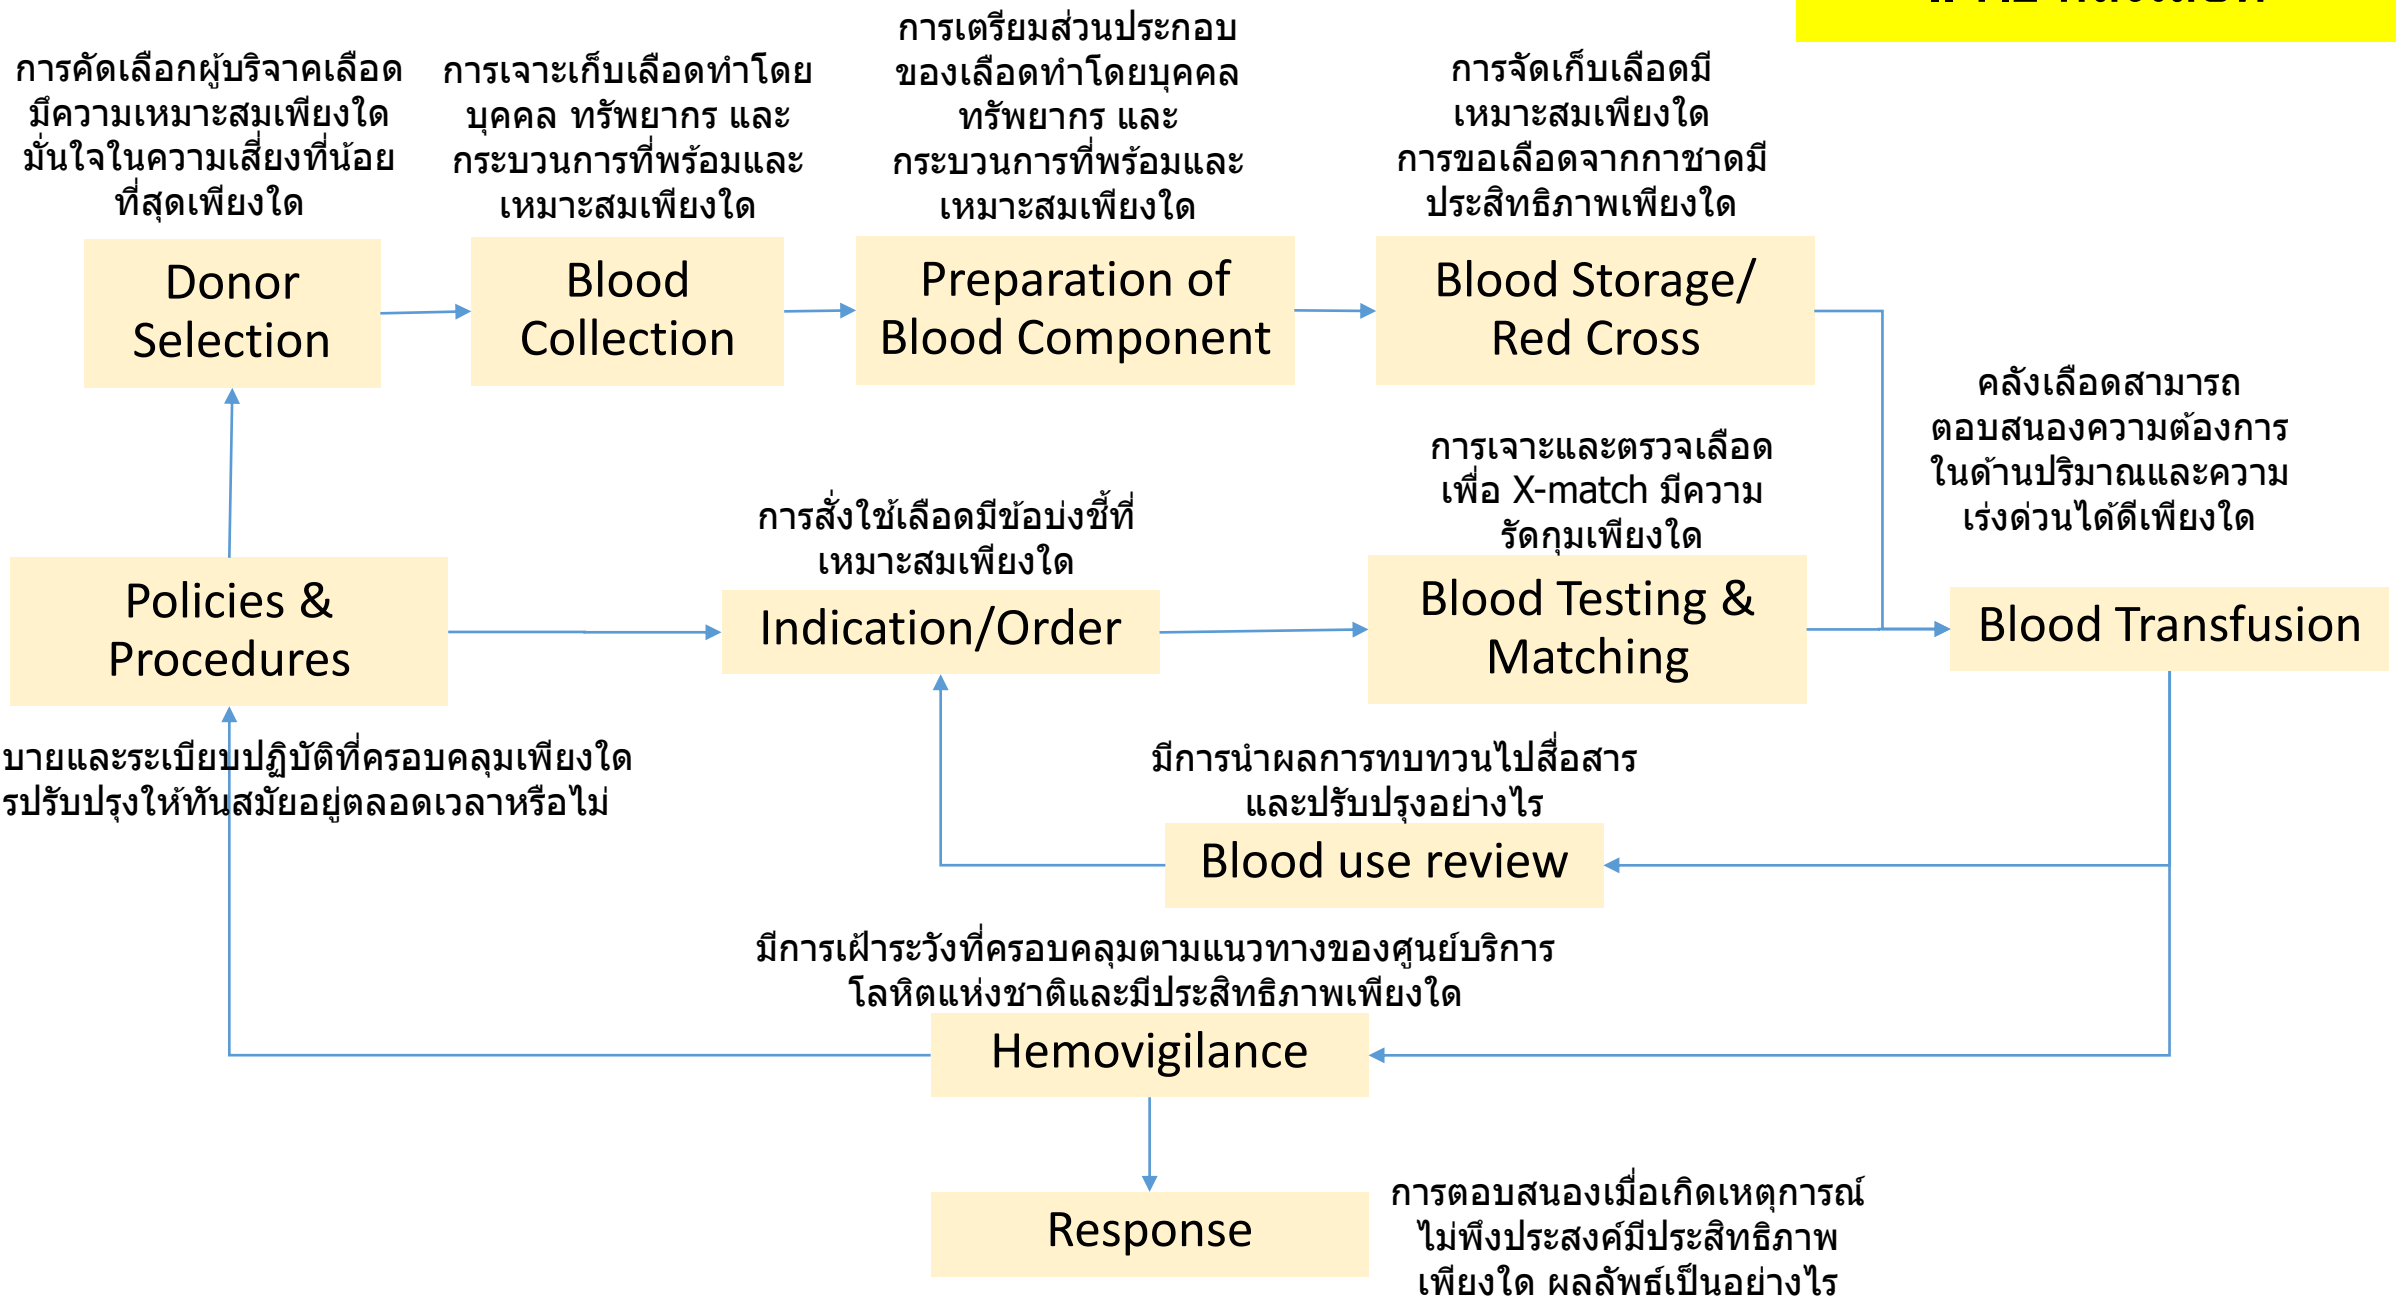 การคัดเลือกผู้บริจาคเลือด
มีความเหมาะสมเพียงใด
มั่นใจในความเสี่ยงที่น้อย
ที่สุดเพียงใด
การเจาะเก็บเลือดทำโดย
บุคคล ทรัพยากร และ
กระบวนการที่พร้อมและ
เหมาะสมเพียงใด
การเตรียมส่วนประกอบ
ของเลือดทำโดยบุคคล
ทรัพยากร และ
กระบวนการที่พร้อมและ
เหมาะสมเพียงใด
การจัดเก็บเลือดมี
เหมาะสมเพียงใด
การขอเลือดจากกาชาดมี
ประสิทธิภาพเพียงใด
Donor
Selection
Blood
Collection
Preparation of
Blood Component
Blood Storage/
Red Cross
คลังเลือดสามารถ
ตอบสนองความต้องการ
ในด้านปริมาณและความ
เร่งด่วนได้ดีเพียงใด
การเจาะและตรวจเลือด
เพื่อ X-match มีความ
รัดกุมเพียงใด
การสั่งใช้เลือดมีข้อบ่งชี้ที่
เหมาะสมเพียงใด
Policies &
Procedures
Indication/Order
Blood Testing &
Matching
Blood Transfusion
บายและระเบียบปฏิบัติที่ครอบคลุมเพียงใด
รปรับปรุงให้ทันสมัยอยู่ตลอดเวลาหรือไม่
มีการนำผลการทบทวนไปสื่อสาร
และปรับปรุงอย่างไร
Blood use review
มีการเฝ้าระวังที่ครอบคลุมตามแนวทางของศูนย์บริการ
โลหิตแห่งชาติและมีประสิทธิภาพเพียงใด
Hemovigilance
Response
การตอบสนองเมื่อเกิดเหตุการณ์
ไม่พึงประสงค์มีประสิทธิภาพ
เพียงใด ผลลัพธ์เป็นอย่างไร